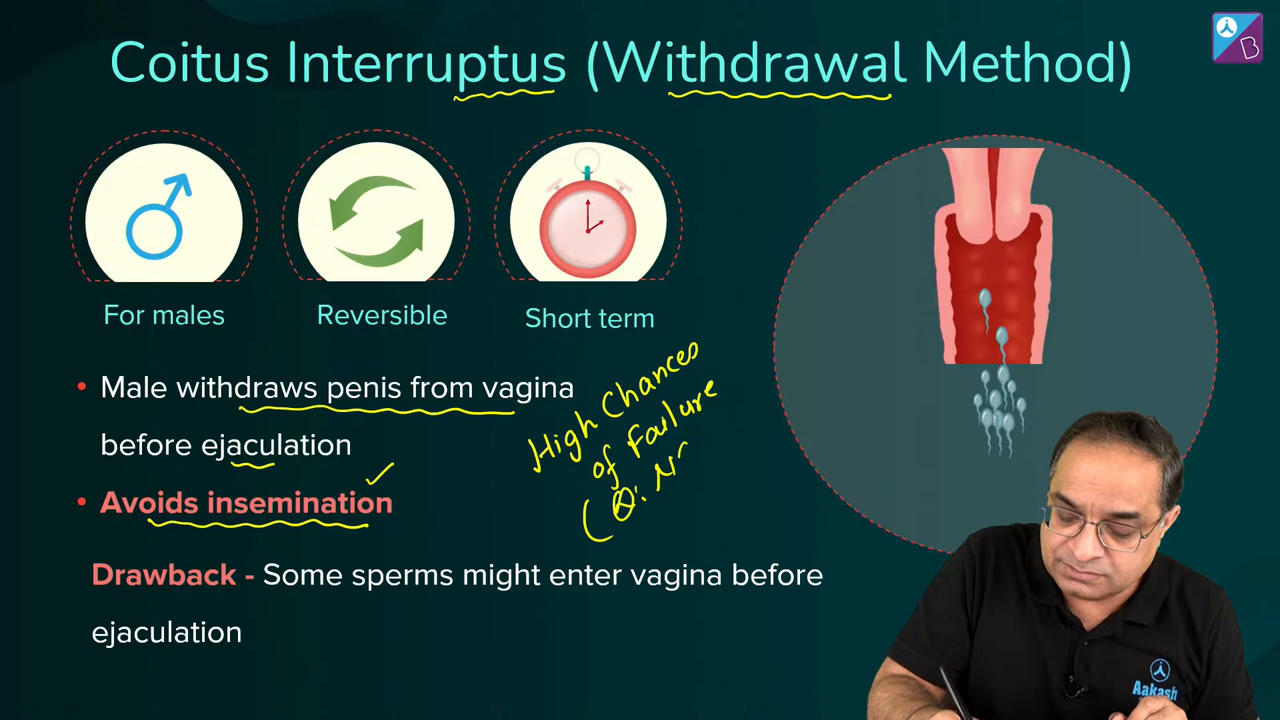 Coitus Interruptus (Withdrawal Method)
B
For males
Reversible
Short term
• Male withdraws penis from vagina
before ejaculation
• Avoids insemination
High Chances
of Failure
Drawback - Some sperms might enter vagina before
ejaculation
Aakash